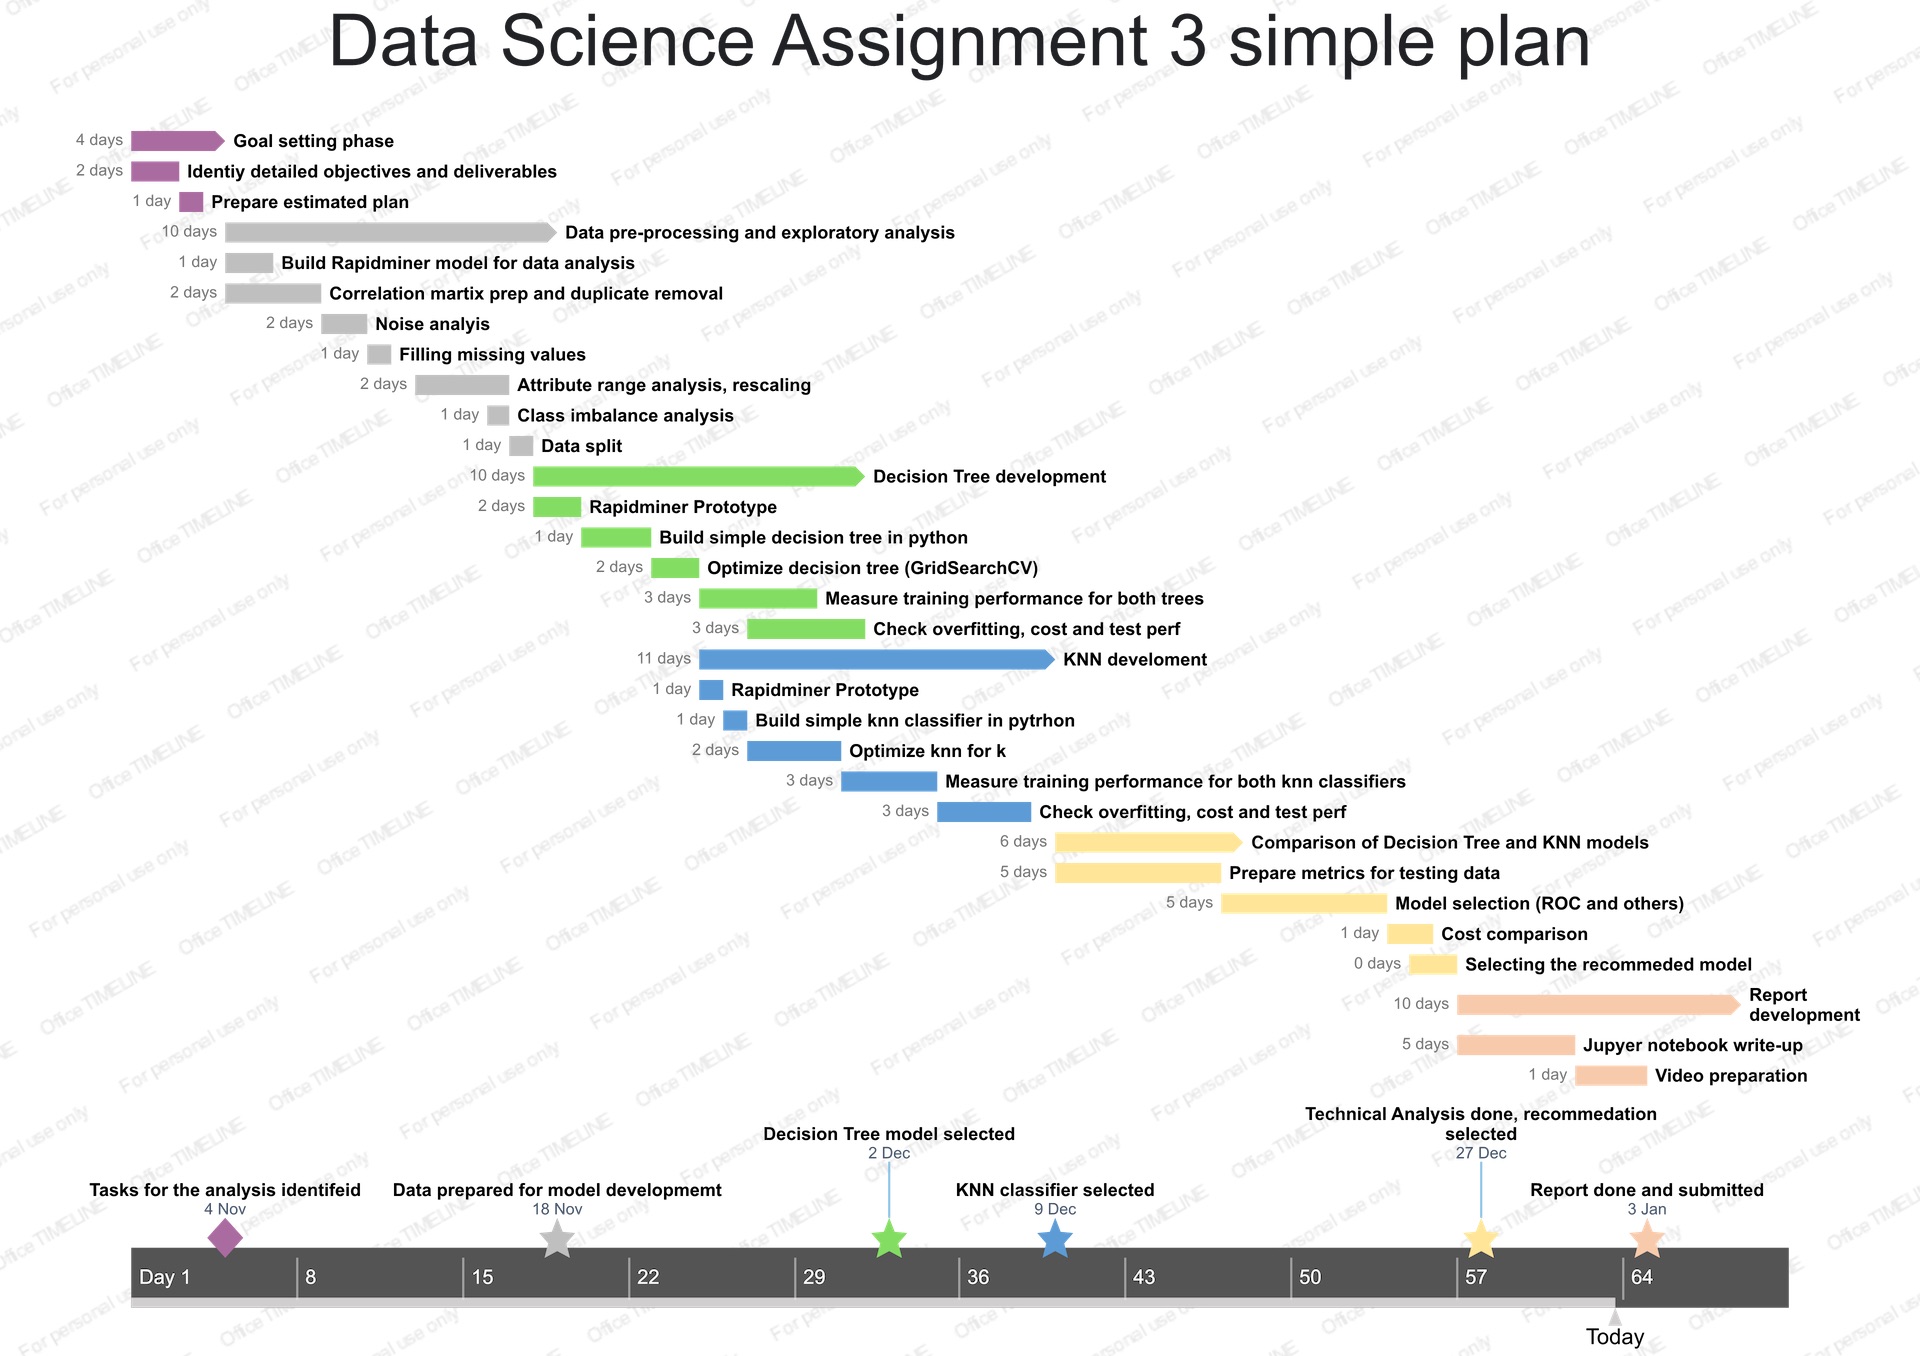 Data Science Assignment 3 simple plan
4 days Goal setting phase
2 days Identiy detailed objectives and deliverables
1 day Prepare estimated plan
10 days Data pre-processing and exploratory analysis
1 day Build Rapidminer model for data analysis
2 days Correlation martix prep and duplicate removal
2 days Noise analyis
1 day Filling missing values
2 days Attribute range analysis, rescaling
1 day Class imbalance analysis
1 day Data split
10 days Decision Tree development
2 days Rapidminer Prototype
1 day Build simple decision tree in python
2 days Optimize decision tree (GridSearchCV)
3 days Measure training performance for both trees
3 days Check overfitting, cost and test perf
11 days KNN develoment
1 day Rapidminer Prototype
1 day Build simple knn classifier in pytrhon
2 days Optimize knn for k
3 days Measure training performance for both knn classifiers
3 days Check overfitting, cost and test perf
6 days Comparison of Decision Tree and KNN models
5 days Prepare metrics for testing data
5 days Model selection (ROC and others)
1 day Cost comparison
0 days Selecting the recommeded model
10 days Report
development
5 days Jupyer notebook write-up
1 day Video preparation
Technical Analysis done, recommedation
selected
27 Dec
Decision Tree model selected
2 Dec
Tasks for the analysis identifeid
4 Nov
Data prepared for model developmemt
18 Nov
KNN classifier selected
9 Dec
Report done and submitted
3 Jan
Day 1 8 15 22 29 36 43 50 57 64
Today
For personal use only
Office TIMELINE